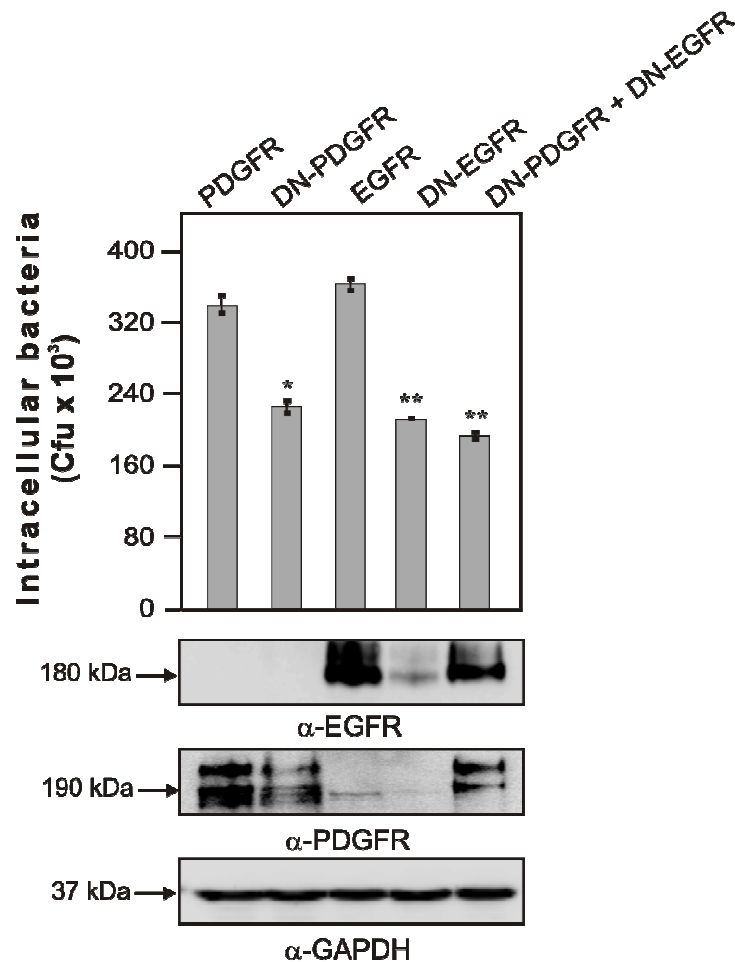 PDGFR
DN-PDGFR
EGFR
DN-EGFR
DN-PDGFR + DN-EGFR
Intracellular bacteria
(Cfu x 10³)
400
320
240
160
80
0
*
**
**
180 kDa
α-EGFR
190 kDa
α-PDGFR
37 kDa
α-GAPDH